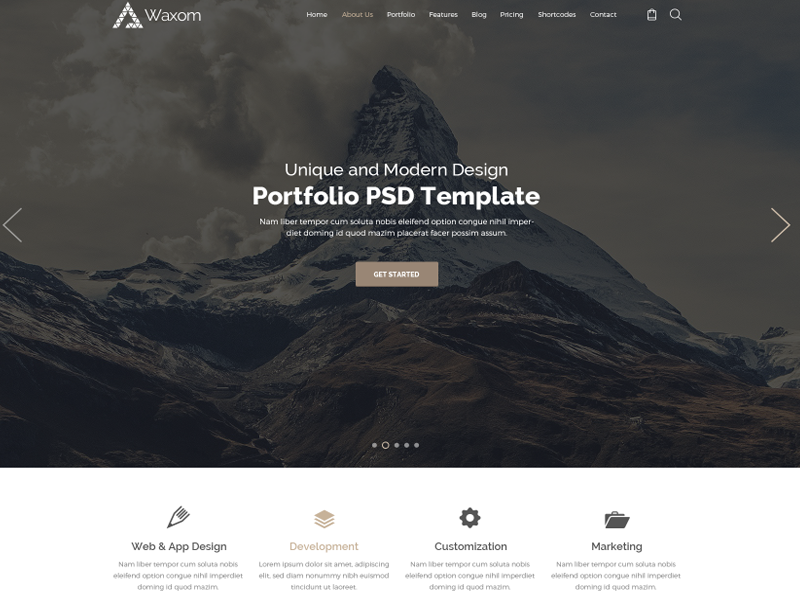 Waxom
Home About Us Portfolio Features Blog Pricing Shortcodes Contact
Unique and Modern Design
Portfolio PSD Template
Nam liber tempor cum soluta nobis eleifend option congue nihil imper-
diet doming id quod mazim placerat facer possim assum.
GET STARTED
Web & App Design
Nam liber tempor cum soluta nobis
eleifend option congue nihil imperdiet
doming id quod mazim.
Development
Lorem ipsum dolor sit amet, adipiscing
elit, sed diam nonummy nibh euismod
tincidunt ut laoreet.
Customization
Nam liber tempor cum soluta nobis
eleifend option congue nihil imperdiet
doming id quod mazim.
Marketing
Nam liber tempor cum soluta nobis
eleifend option congue nihil imperdiet
doming id quod mazim.